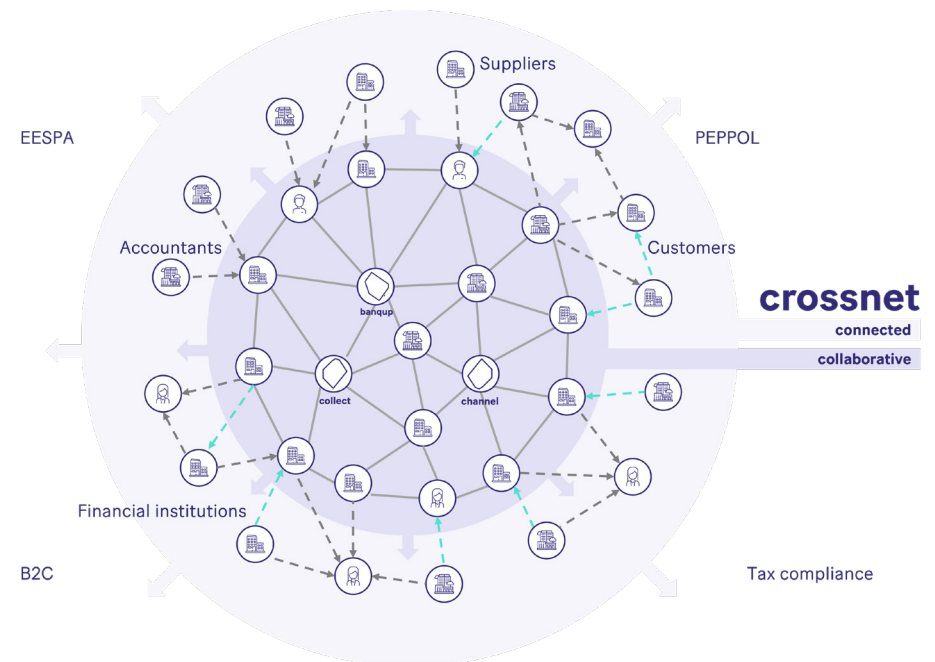 Suppliers
EESPA
PEPPOL
Accountants
Customers
crossnet
banqup
connected
collaborative
collect
channel
Financial institutions
B2C
Tax compliance